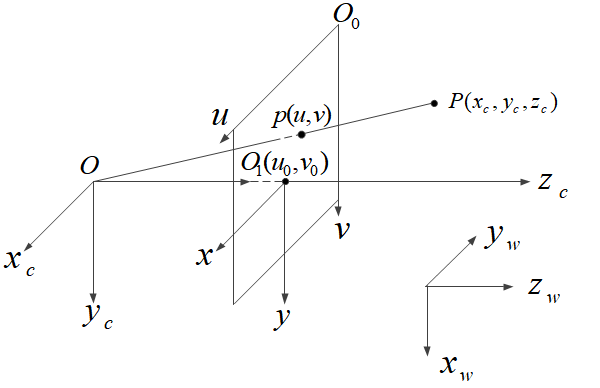 O₀
u
p(u,v)
P(x_c, y_c, z_c)
O
O₁(u₀,v₀)
z_c
v
y_w
x_c
x
z_w
y_c
y
x_w